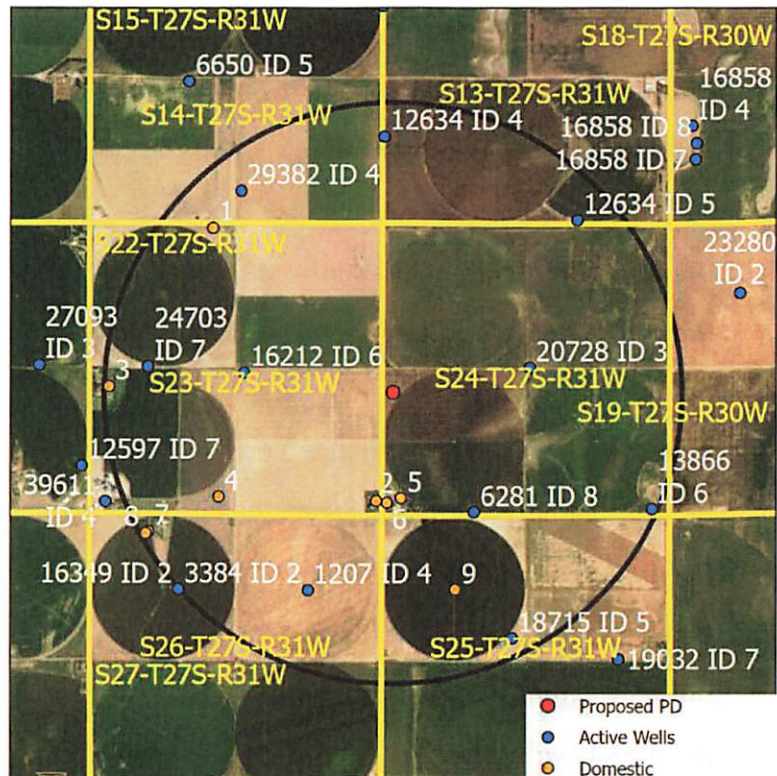 S15-T27S-R31W
S18-T27S-R30W
6650 ID 5
S13-T27S-R31W
16858
ID 4
S14-T27S-R31W
12634 ID 4
16858 ID 8
16858 ID 7
29382 ID 4
1
12634 ID 5
S22-T27S-R31W
23280
ID 2
27093
ID 3
24703
ID 7
16212 ID 6
20728 ID 3
3
S23-T27S-R31W
S24-T27S-R31W
S19-T27S-R30W
12597 ID 7
13866
ID 6
39611
ID 4
4
2
5
6281 ID 8
6
8
7
16349 ID 2
3384 ID 2
1207 ID 4
9
18715 ID 5
S26-T27S-R31W
S25-T27S-R31W
19032 ID 7
S27-T27S-R31W
Proposed PD
Active Wells
Domestic